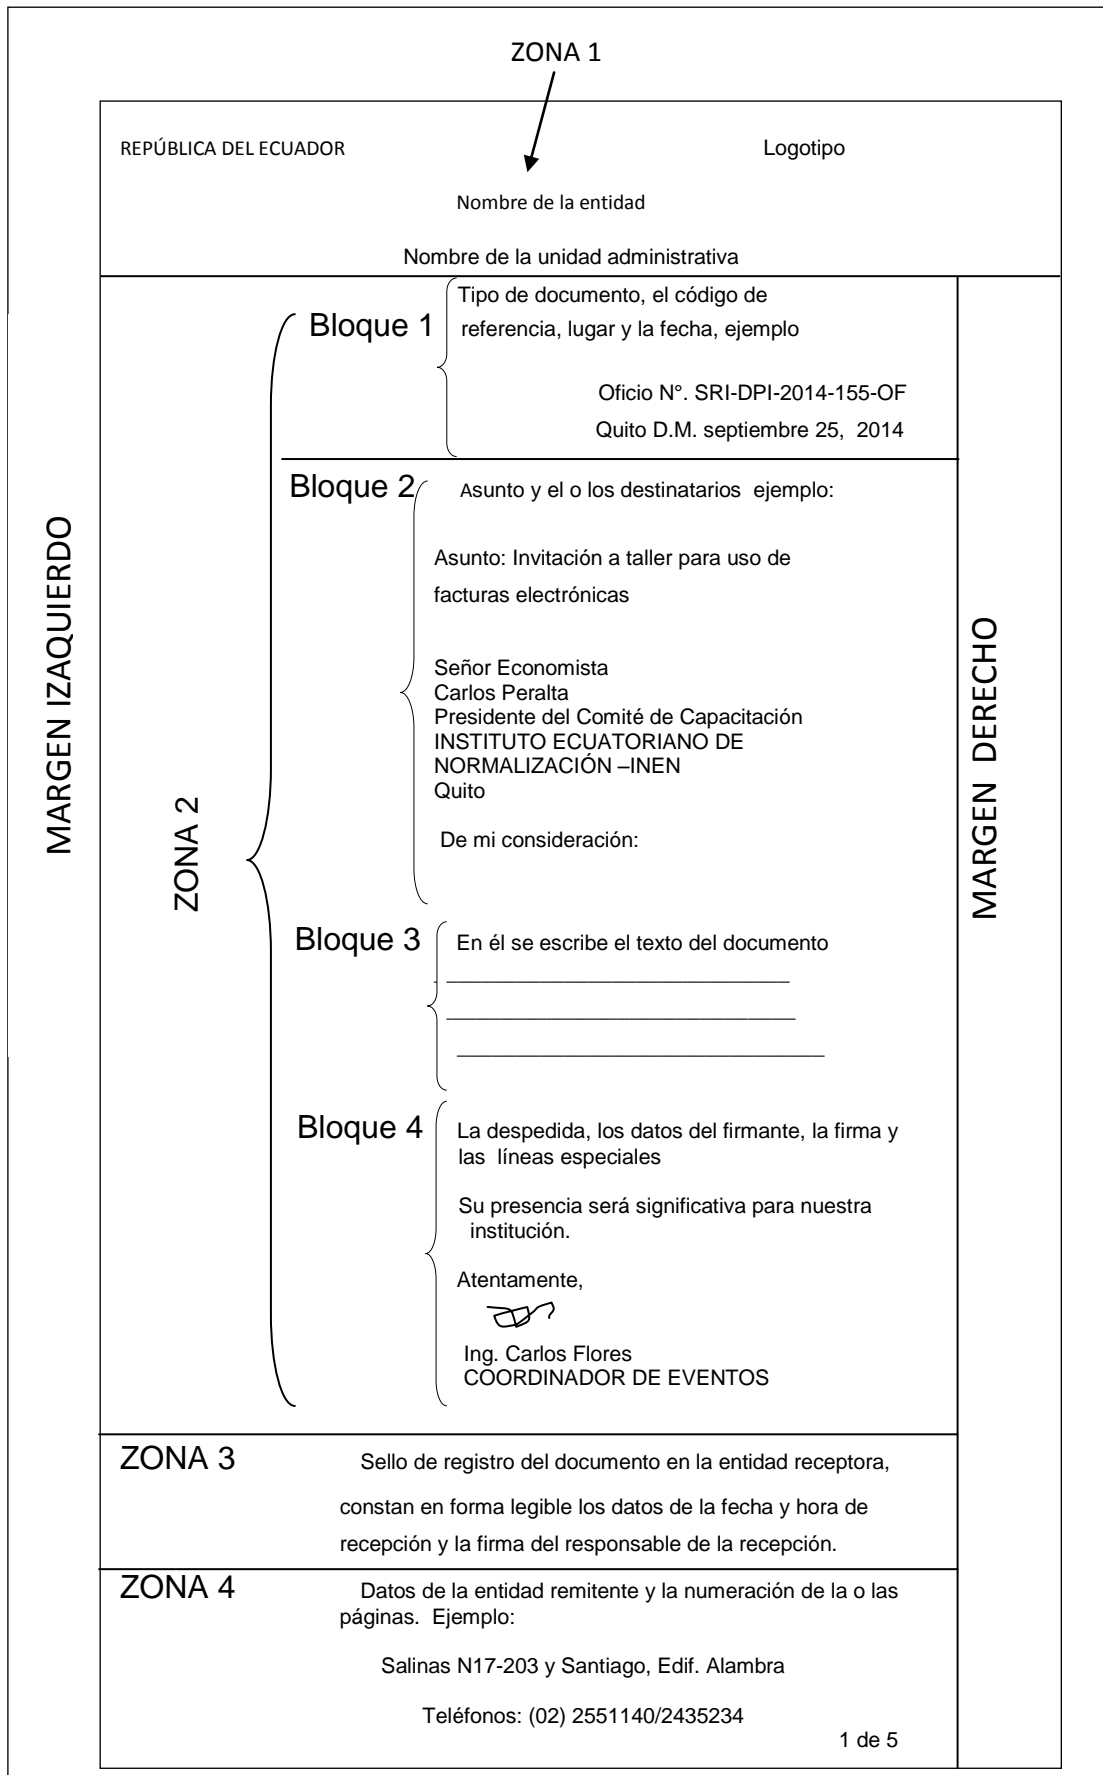 ZONA 1
REPÚBLICA DEL ECUADOR
Logotipo
Nombre de la entidad
Nombre de la unidad administrativa
MARGEN IZAQUIERDO
ZONA 2
Bloque 1
Tipo de documento, el código de
referencia, lugar y la fecha, ejemplo
Oficio N°. SRI-DPI-2014-155-OF
Quito D.M. septiembre 25, 2014
Bloque 2
Asunto y el o los destinatarios ejemplo:
Asunto: Invitación a taller para uso de
facturas electrónicas
Señor Economista
Carlos Peralta
Presidente del Comité de Capacitación
INSTITUTO ECUATORIANO DE
NORMALIZACIÓN –INEN
Quito
De mi consideración:
Bloque 3
En él se escribe el texto del documento
Bloque 4
La despedida, los datos del firmante, la firma y
las líneas especiales
Su presencia será significativa para nuestra
institución.
Atentamente,
Ing. Carlos Flores
COORDINADOR DE EVENTOS
MARGEN DERECHO
ZONA 3
Sello de registro del documento en la entidad receptora,
constan en forma legible los datos de la fecha y hora de
recepción y la firma del responsable de la recepción.
ZONA 4
Datos de la entidad remitente y la numeración de la o las
páginas. Ejemplo:
Salinas N17-203 y Santiago, Edif. Alambra
Teléfonos: (02) 2551140/2435234
1 de 5